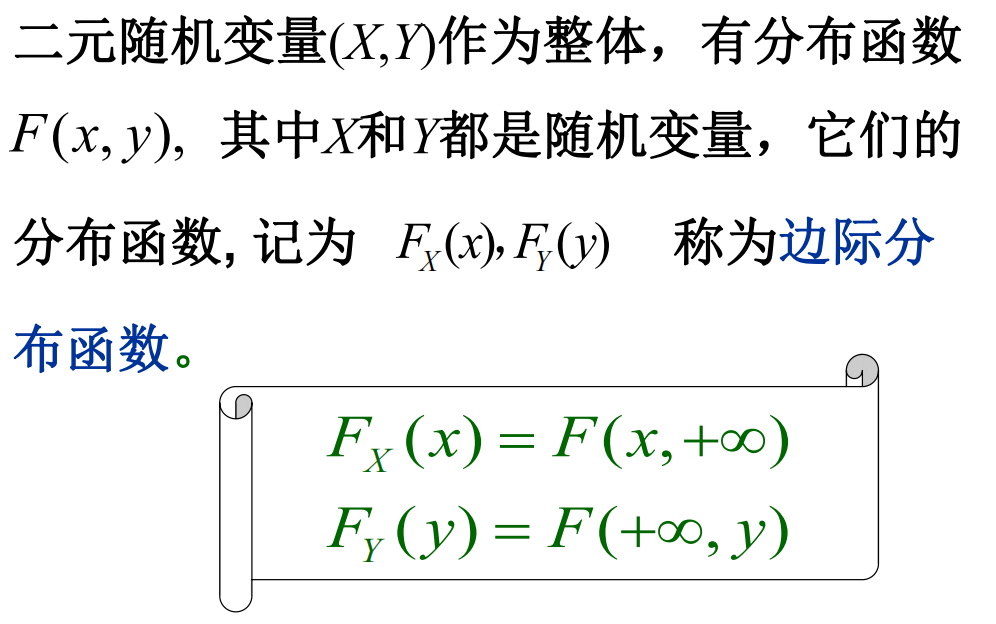 二元随机变量(X,Y)作为整体，有分布函数
F(x, y), 其中X和Y都是随机变量，它们的
分布函数, 记为 F_X(x), F_Y(y) 称为边际分
布函数。
F_X(x) = F(x,+∞)
F_Y(y) = F(+∞, y)